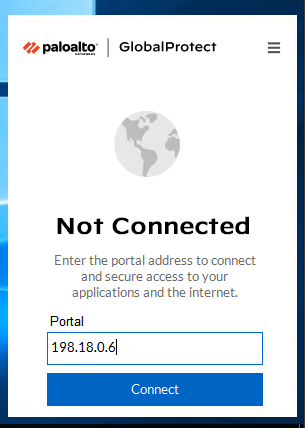 paloalto NETWORKS | GlobalProtect
Not Connected
Enter the portal address to connect
and secure access to your
applications and the internet.
Portal
198.18.0.6
Connect